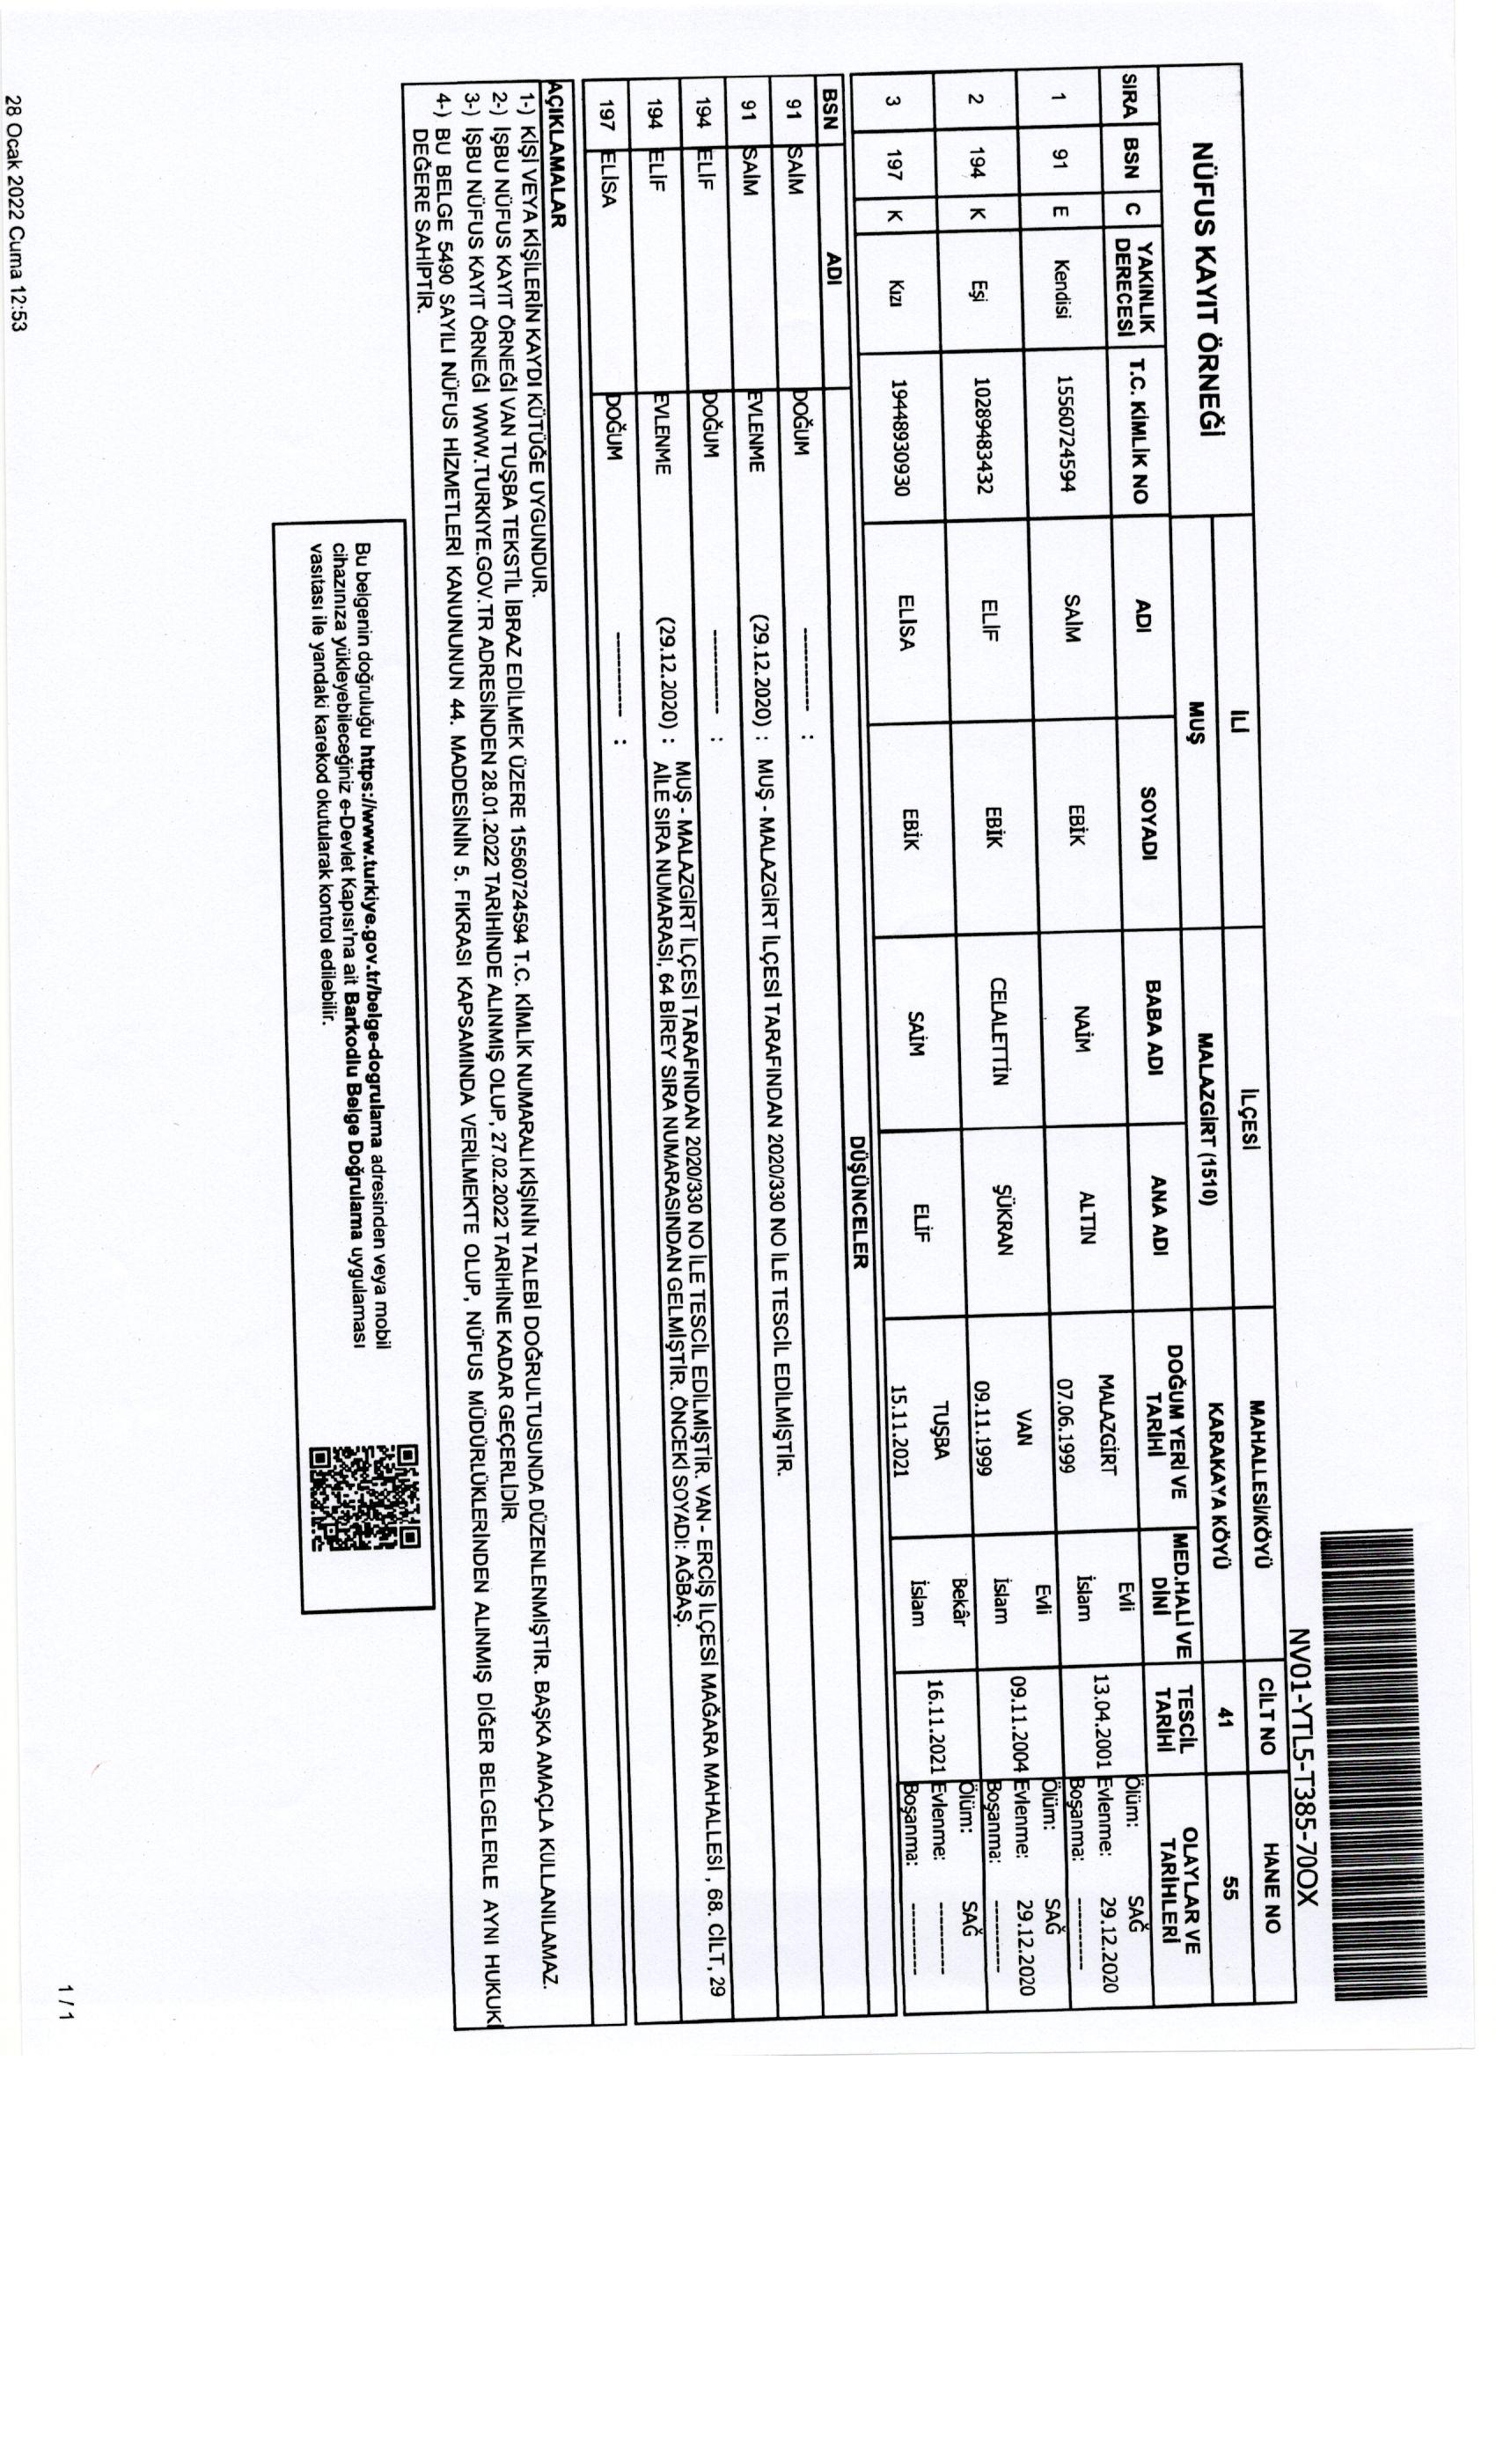 NV01-YTL5-T385-70OX
NÜFUS KAYIT ÖRNEĞİ
İLİ İLÇESİ MAHALLESİ/KÖYÜ CİLT NO HANE NO
MUŞ MALAZGİRT (1510) KARAKAYA KÖYÜ 41 55
SIRA BSN C YAKINLIK DERECESİ T.C. KİMLİK NO ADI SOYADI BABA ADI ANA ADI DOĞUM YERİ VE TARİHİ MED.HALİ VE DİNİ TESCİL TARİHİ OLAYLAR VE TARİHLERİ
1 91 E Kendisi 15560724594 SAİM EBİK NAİM ALTIN MALAZGİRT 07.06.1999 Evli İslam 13.04.2001 Ölüm: SAĞ Evlenme: 29.12.2020 Boşanma: ----------
2 194 K Eşi 10289483432 ELİF EBİK CELALETTİN ŞÜKRAN VAN 09.11.1999 Evli İslam 09.11.2004 Ölüm: SAĞ Evlenme: 29.12.2020 Boşanma: ----------
3 197 K Kızı 19448930930 ELİSA EBİK SAİM ELİF TUŞBA 15.11.2021 Bekâr İslam 16.11.2021 Ölüm: SAĞ Evlenme: ---------- Boşanma: ----------
BSN ADI DÜŞÜNCELER
91 SAİM DOĞUM ----------- :
91 SAİM EVLENME (29.12.2020) : MUŞ - MALAZGİRT İLÇESİ TARAFINDAN 2020/330 NO İLE TESCİL EDİLMİŞTİR.
194 ELİF DOĞUM ----------- :
194 ELİF EVLENME (29.12.2020) : MUŞ - MALAZGİRT İLÇESİ TARAFINDAN 2020/330 NO İLE TESCİL EDİLMİŞTİR. VAN - ERCİŞ İLÇESİ MAĞARA MAHALLESİ , 68. CİLT , 29
AİLE SIRA NUMARASI, 64 BİREY SIRA NUMARASINDAN GELMİŞTİR. ÖNCEKİ SOYADI: AĞBAŞ.
197 ELİSA DOĞUM ----------- :
AÇIKLAMALAR
1-) KİŞİ VEYA KİŞİLERİN KAYDI KÜTÜĞE UYGUNDUR.
2-) İŞBU NÜFUS KAYIT ÖRNEĞİ VAN TUŞBA TEKSTİL İBRAZ EDİLMEK ÜZERE 15560724594 T.C. KİMLİK NUMARALI KİŞİNİN TALEBİ DOĞRULTUSUNDA DÜZENLENMİŞTİR. BAŞKA AMAÇLA KULLANILAMAZ.
3-) İŞBU NÜFUS KAYIT ÖRNEĞİ WWW.TURKIYE.GOV.TR ADRESİNDEN 28.01.2022 TARİHİNDE ALINMIŞ OLUP, 27.02.2022 TARİHİNE KADAR GEÇERLİDİR.
4-) BU BELGE 5490 SAYILI NÜFUS HİZMETLERİ KANUNUNUN 44. MADDESİNİN 5. FIKRASI KAPSAMINDA VERİLMEKTE OLUP, NÜFUS MÜDÜRLÜKLERİNDEN ALINMIŞ DİĞER BELGELERLE AYNI HUKUKİ
DEĞERE SAHİPTİR.
Bu belgenin doğruluğu https://www.turkiye.gov.tr/belge-dogrulama adresinden veya mobil
cihazınıza yükleyebileceğiniz e-Devlet Kapısı'na ait Barkodlu Belge Doğrulama uygulaması
vasıtası ile yandaki karekod okutularak kontrol edilebilir.
28 Ocak 2022 Cuma 12:53
1 / 1